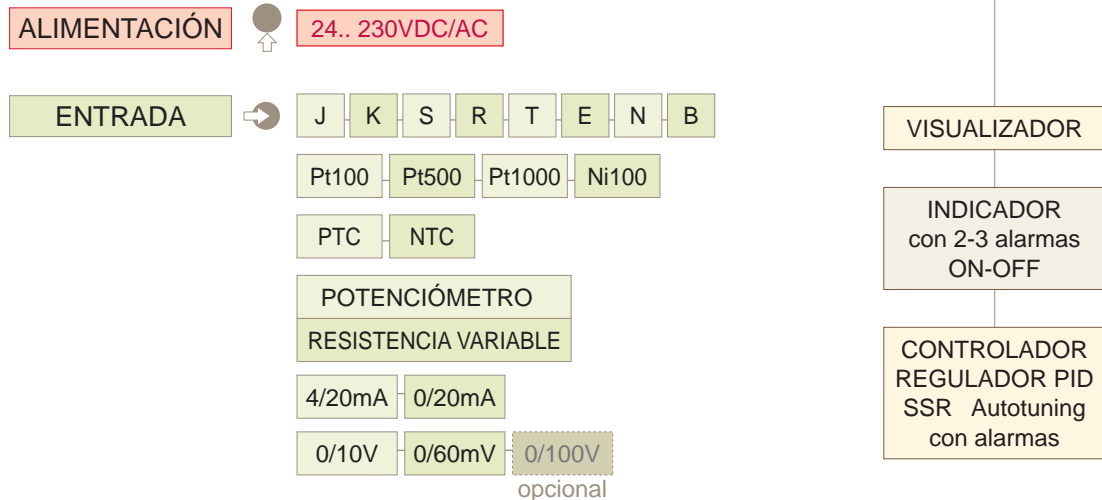 ALIMENTACIÓN 24.. 230VDC/AC
ENTRADA J K S R T E N B
Pt100 Pt500 Pt1000 Ni100
PTC NTC
POTENCIÓMETRO
RESISTENCIA VARIABLE
4/20mA 0/20mA
0/10V 0/60mV 0/100V
opcional
VISUALIZADOR
INDICADOR
con 2-3 alarmas
ON-OFF
CONTROLADOR
REGULADOR PID
SSR Autotuning
con alarmas